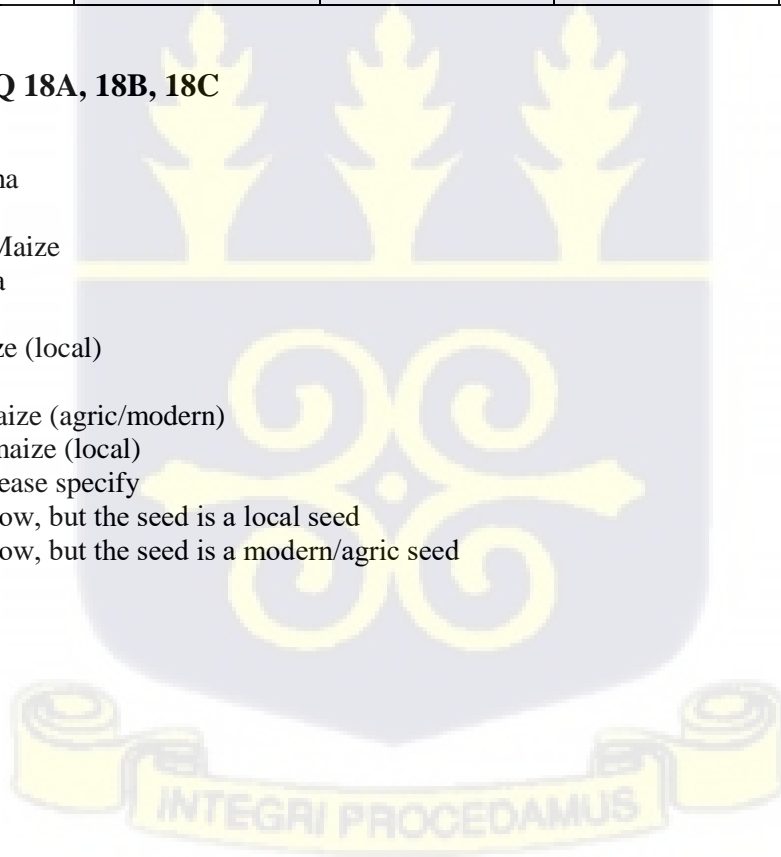 Q 18A, 18B, 18C
na
Maize
a
ze (local)
aize (agric/modern)
maize (local)
ease specify
ow, but the seed is a local seed
ow, but the seed is a modern/agric seed
INTEGRI PROCEDAMUS